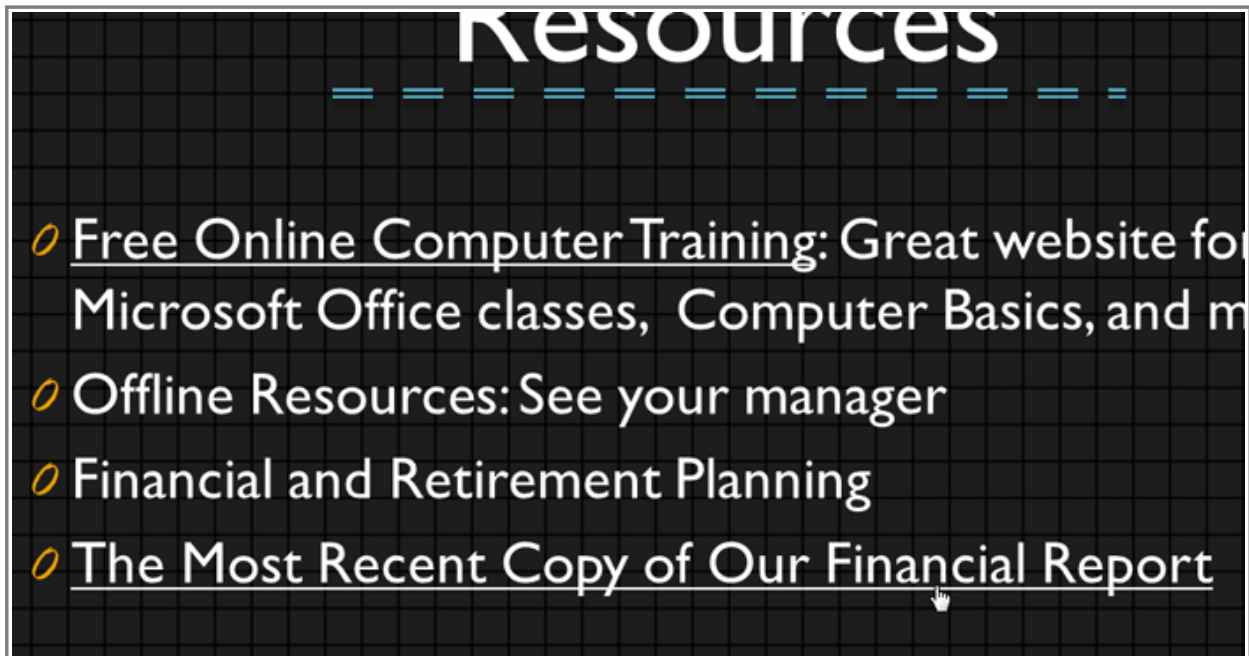 Resources
Free Online Computer Training: Great website for
Microsoft Office classes,  Computer Basics, and m
Offline Resources: See your manager
Financial and Retirement Planning
The Most Recent Copy of Our Financial Report